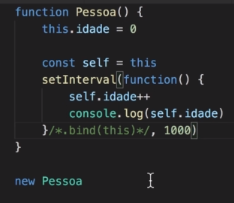 function Pessoa() {
    this.idade = 0

    const self = this
    setInterval(function() {
        self.idade++
        console.log(self.idade)
    }/*.bind(this)*/, 1000)
}

new Pessoa